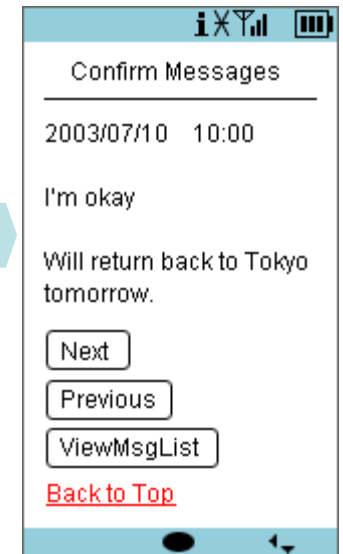 Confirm Messages
2003/07/10 10:00
I'm okay
Will return back to Tokyo
tomorrow.
Next
Previous
ViewMsgList
Back to Top